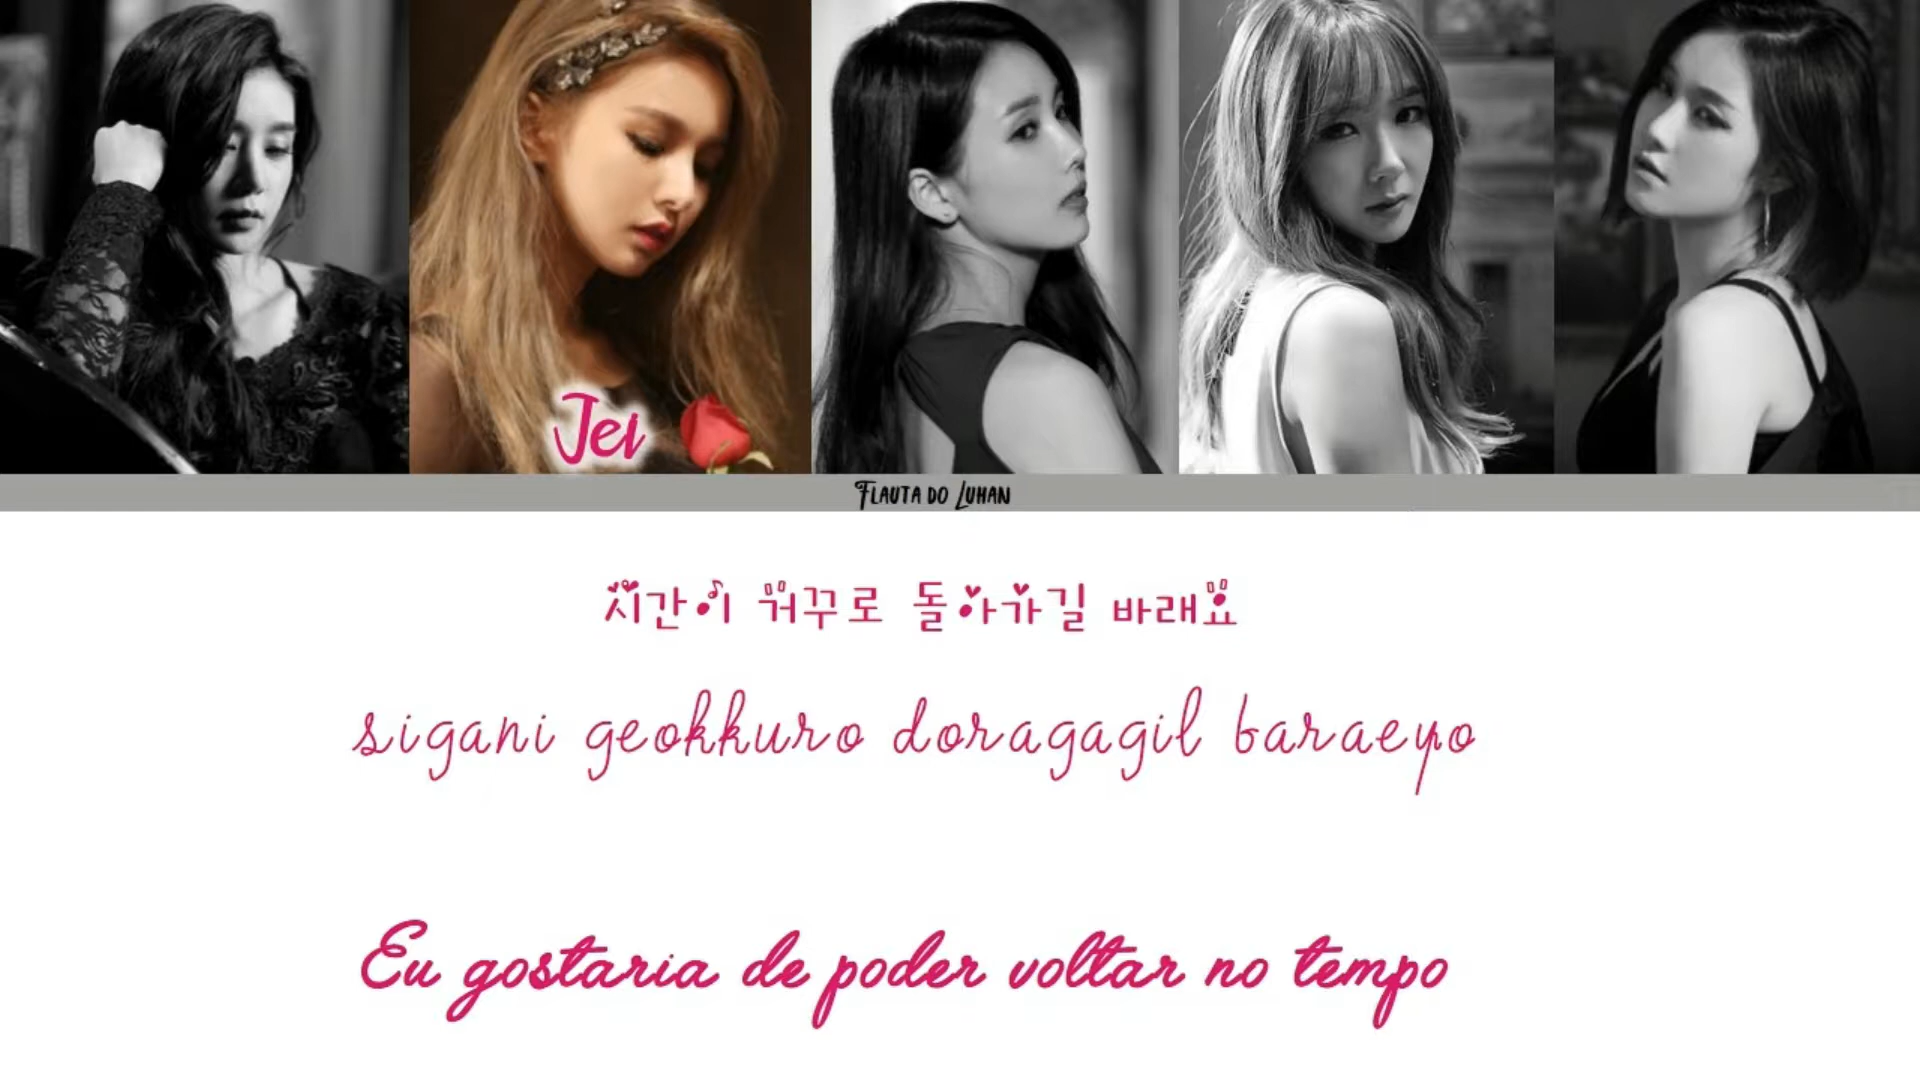 Jei
Flauta do Luhan
시간이 거꾸로 돌아가길 바래요
sigani geokkuro doragagil baraeyo
Eu gostaria de poder voltar no tempo